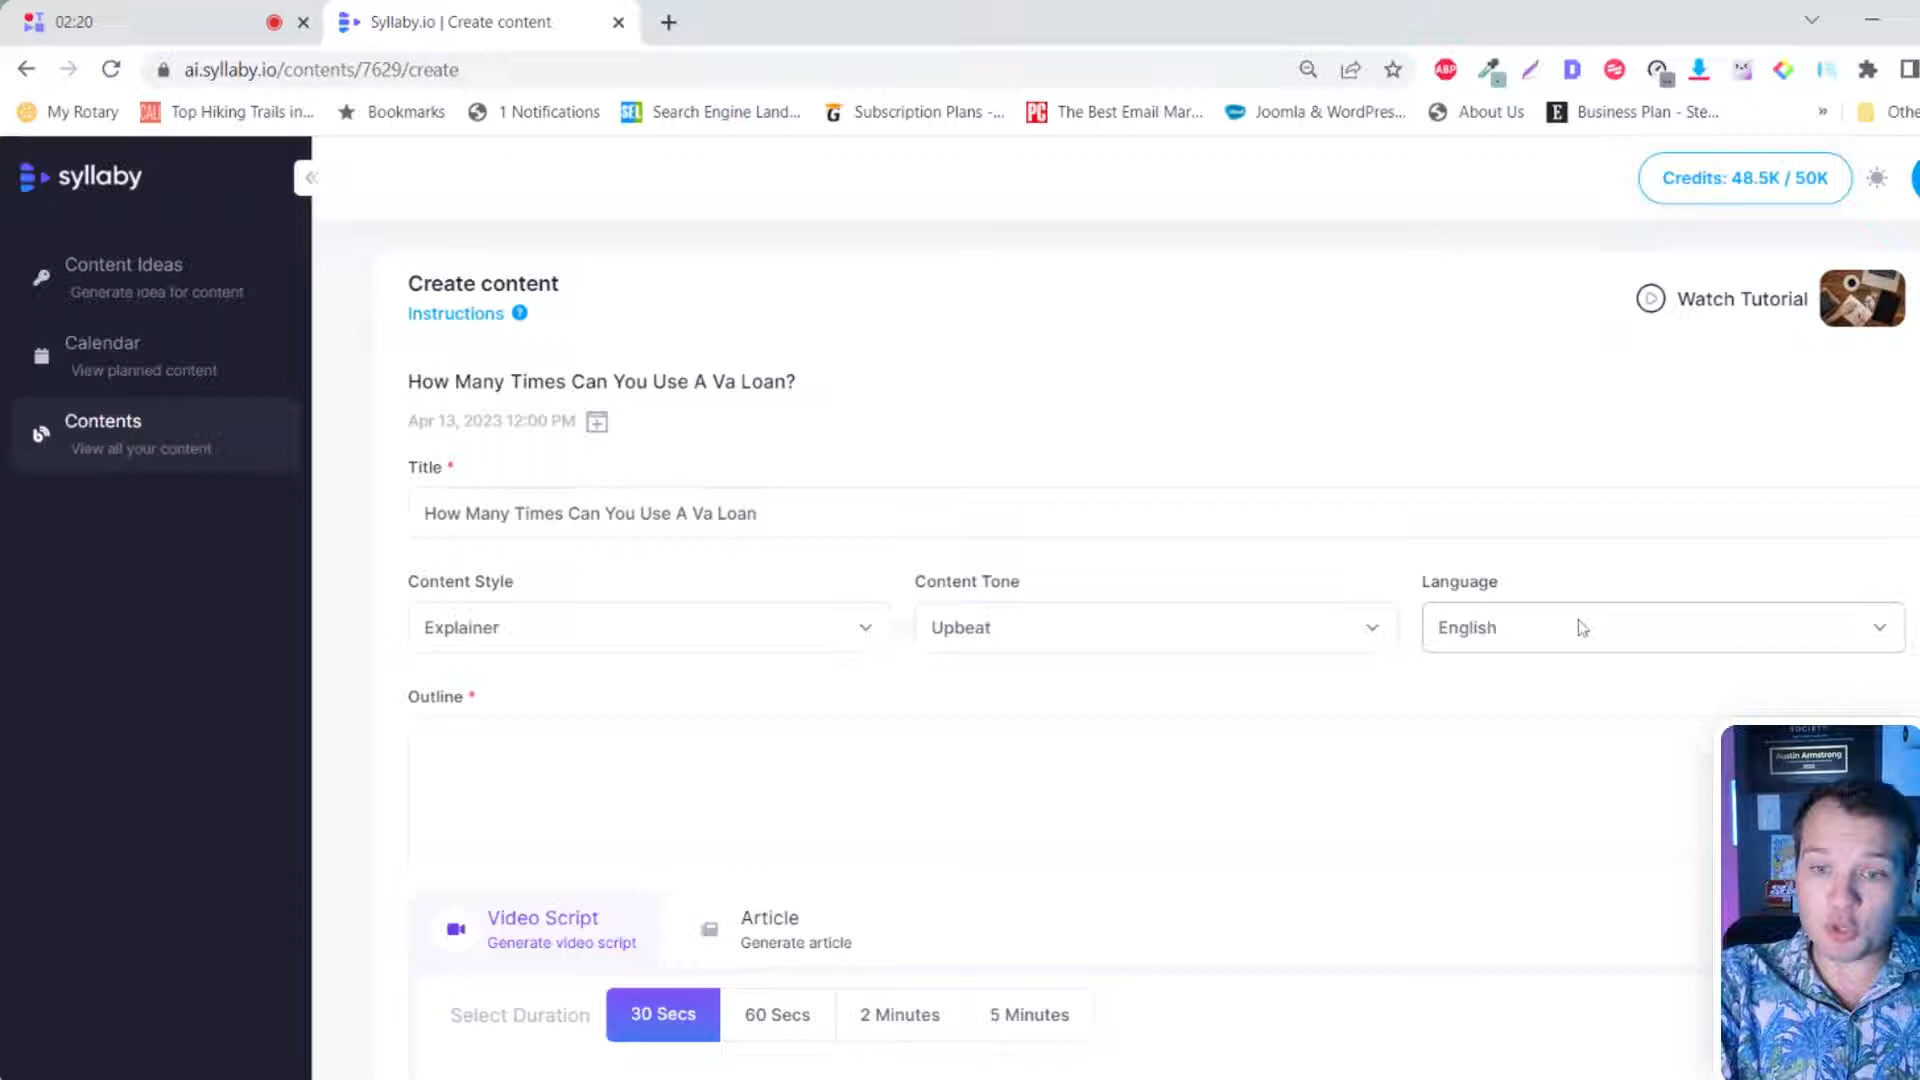 02:20
Syllaby.io | Create content
ai.syllaby.io/contents/7629/create
ABP
My Rotary
CALI
Top Hiking Trails in...
Bookmarks
1 Notifications
SEL
Search Engine Land...
Subscription Plans -...
PC
The Best Email Mar...
Joomla & WordPres...
About Us
E
Business Plan - Ste...
»
Othe
syllaby
Credits: 48.5K / 50K
Content Ideas
Generate idea for content
Calendar
View planned content
Contents
View all your content
Create content
Instructions
Watch Tutorial
How Many Times Can You Use A Va Loan?
Apr 13, 2023 12:00 PM
Title *
How Many Times Can You Use A Va Loan
Content Style
Content Tone
Language
Explainer
Upbeat
English
Outline *
SOCIETY
Austin Armstrong
Video Script
Generate video script
Article
Generate article
Select Duration
30 Secs
60 Secs
2 Minutes
5 Minutes